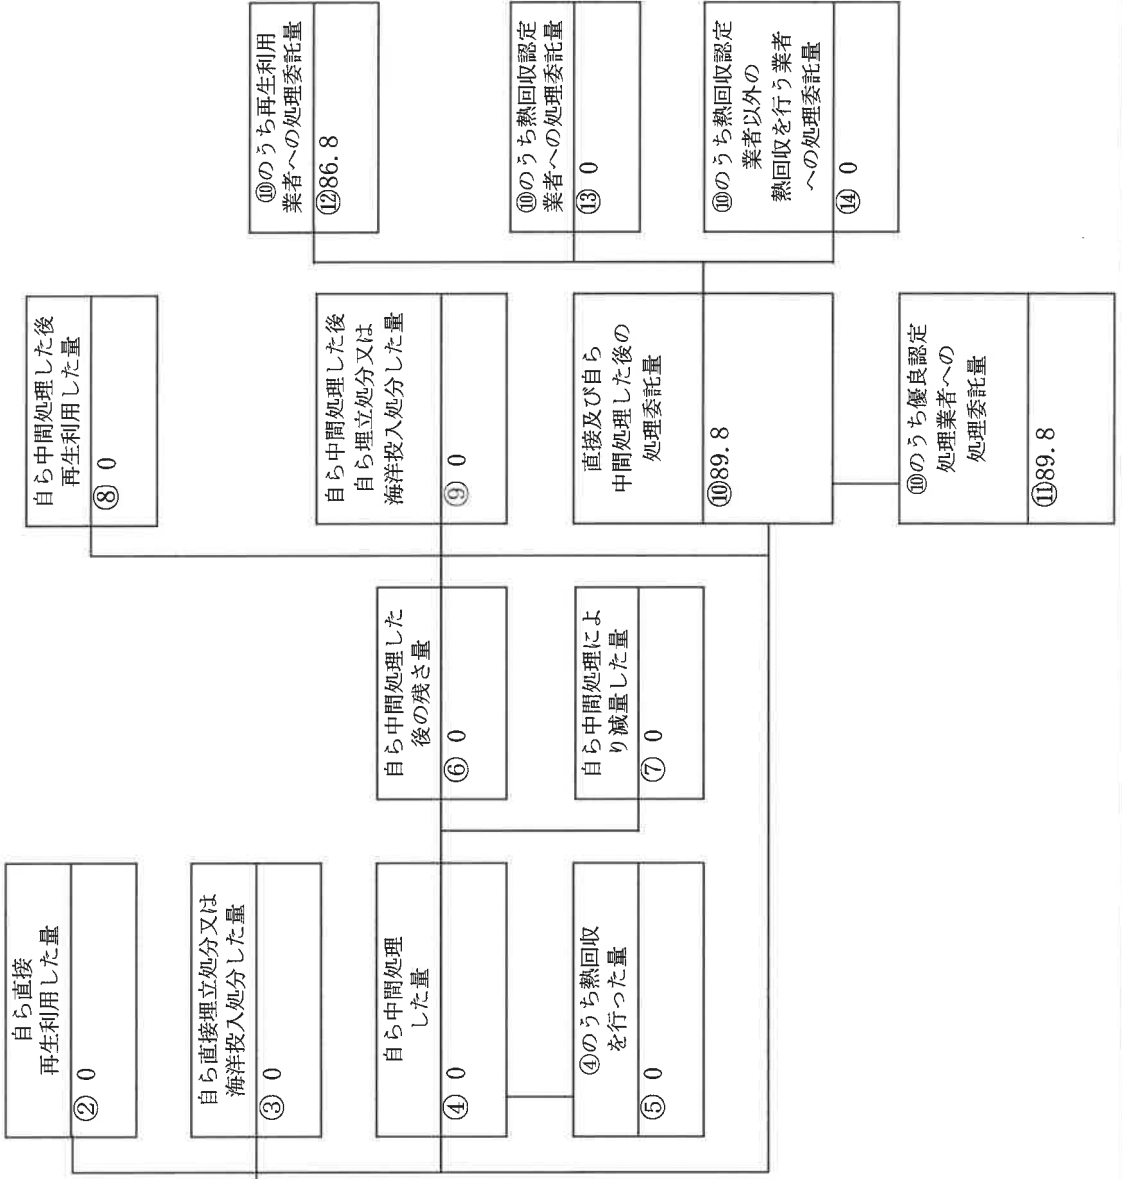 自ら直接
再生利用した量
② 0
自ら直接埋立処分又は
海洋投入処分した量
③ 0
自ら中間処理
した量
④ 0
④のうち熱回収
を行った量
⑤ 0
自ら中間処理した
後の残さ量
⑥ 0
自ら中間処理によ
り減量した量
⑦ 0
自ら中間処理した後
再生利用した量
⑧ 0
自ら中間処理した後
自ら埋立処分又は
海洋投入処分した量
⑨ 0
直接及び自ら
中間処理した後の
処理委託量
⑩89.8
⑩のうち優良認定
処理業者への
処理委託量
⑪89.8
⑩のうち再生利用
業者への処理委託量
⑫86.8
⑩のうち熱回収認定
業者への処理委託量
⑬ 0
⑩のうち熱回収認定
業者以外の
熱回収を行う業者
への処理委託量
⑭ 0